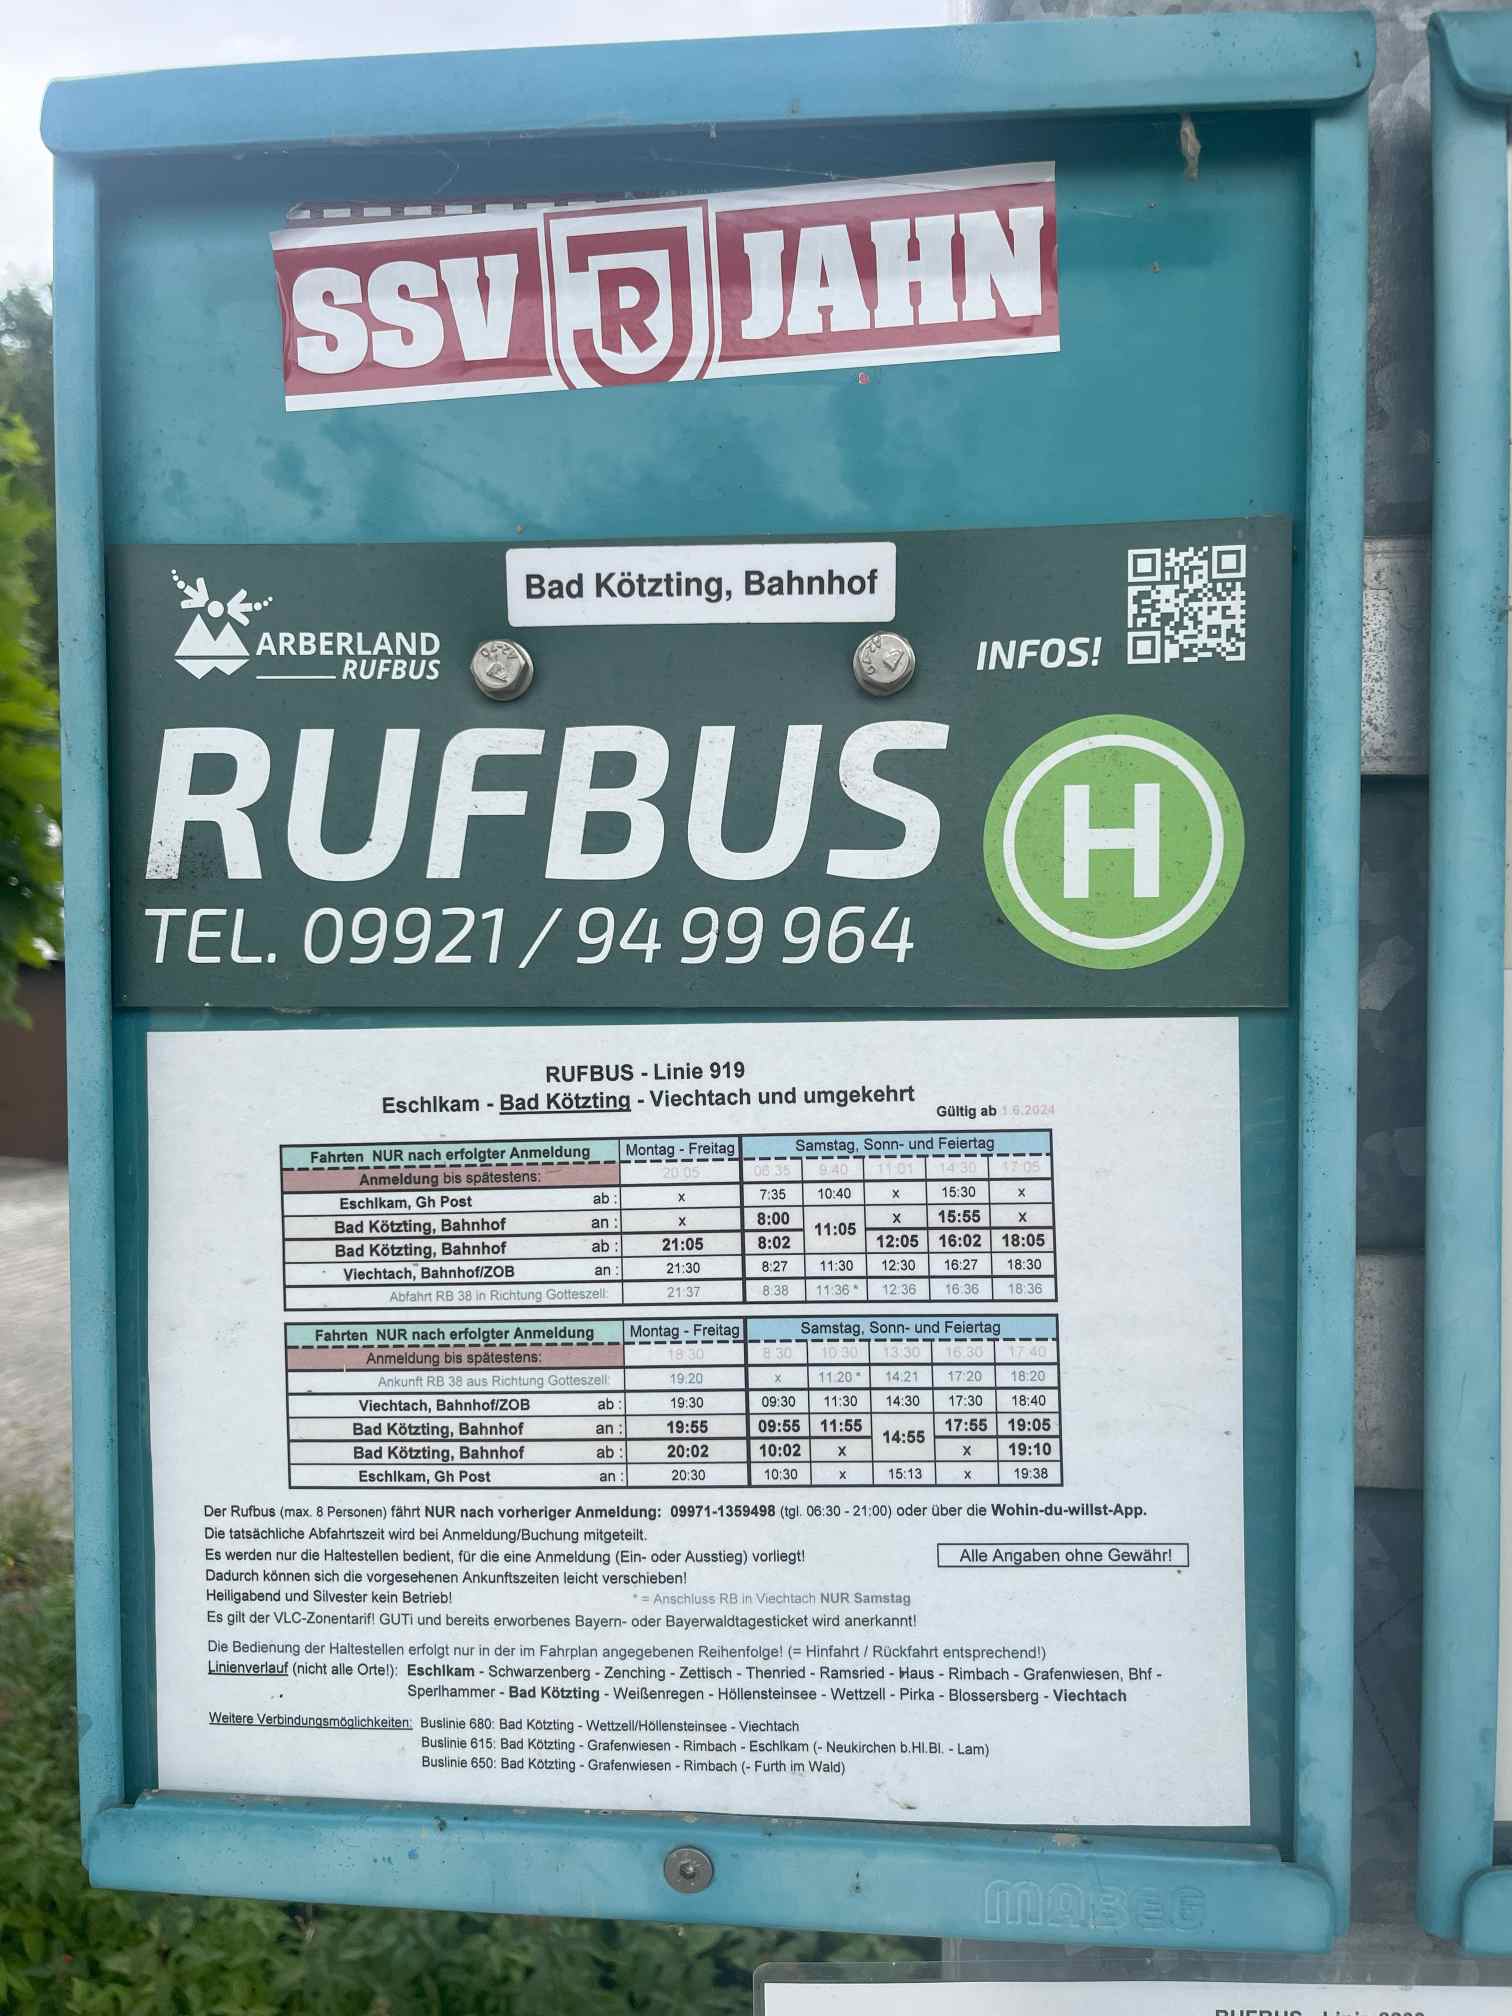 SSV R JAHN
Bad Kötzting, Bahnhof
ARBERLAND
RUFBUS
INFOS!
RUFBUS
H
TEL. 09921 / 94 99 964
RUFBUS - Linie 919
Eschlkam - Bad Kötzting - Viechtach und umgekehrt
Gültig ab 1.6.2024
Fahrten NUR nach erfolgter Anmeldung Montag - Freitag Samstag, Sonn- und Feiertag
Anmeldung bis spätestens: 20:05 06:35 9:40 11:01 14:30 17:05
Eschlkam, Gh Post ab : x 7:35 10:40 x 15:30 x
Bad Kötzting, Bahnhof an : x 8:00 11:05 x 15:55 x
Bad Kötzting, Bahnhof ab : 21:05 8:02 12:05 16:02 18:05
Viechtach, Bahnhof/ZOB an : 21:30 8:27 11:30 12:30 16:27 18:30
Abfahrt RB 38 in Richtung Gotteszell: 21:37 8:38 11:36 * 12:36 16:36 18:36
Fahrten NUR nach erfolgter Anmeldung Montag - Freitag Samstag, Sonn- und Feiertag
Anmeldung bis spätestens: 18:30 8:30 10:30 13:30 16:30 17:40
Ankunft RB 38 aus Richtung Gotteszell: 19:20 x 11:20 * 14:21 17:20 18:20
Viechtach, Bahnhof/ZOB ab : 19:30 09:30 11:30 14:30 17:30 18:40
Bad Kötzting, Bahnhof an : 19:55 09:55 11:55 14:55 17:55 19:05
Bad Kötzting, Bahnhof ab : 20:02 10:02 x x 19:10
Eschlkam, Gh Post an : 20:30 10:30 x 15:13 x 19:38
Der Rufbus (max. 8 Personen) fährt NUR nach vorheriger Anmeldung: 09971-1359498 (tgl. 06:30 - 21:00) oder über die Wohin-du-willst-App.
Die tatsächliche Abfahrtszeit wird bei Anmeldung/Buchung mitgeteilt.
Es werden nur die Haltestellen bedient, für die eine Anmeldung (Ein- oder Ausstieg) vorliegt!
Alle Angaben ohne Gewähr!
Dadurch können sich die vorgesehenen Ankunftszeiten leicht verschieben!
Heiligabend und Silvester kein Betrieb!
* = Anschluss RB in Viechtach NUR Samstag
Es gilt der VLC-Zonentarif! GUTi und bereits erworbenes Bayern- oder Bayerwaldtagesticket wird anerkannt!
Die Bedienung der Haltestellen erfolgt nur in der im Fahrplan angegebenen Reihenfolge! (= Hinfahrt / Rückfahrt entsprechend!)
Linienverlauf (nicht alle Orte!): Eschlkam - Schwarzenberg - Zenching - Zettisch - Thenried - Ramsried - Haus - Rimbach - Grafenwiesen, Bhf -
Sperlhammer - Bad Kötzting - Weißenregen - Höllensteinsee - Wettzell - Pirka - Blossersberg - Viechtach
Weitere Verbindungsmöglichkeiten: Buslinie 680: Bad Kötzting - Wettzell/Höllensteinsee - Viechtach
Buslinie 615: Bad Kötzting - Grafenwiesen - Rimbach - Eschlkam (- Neukirchen b.Hl.Bl. - Lam)
Buslinie 650: Bad Kötzting - Grafenwiesen - Rimbach (- Furth im Wald)
MABEG
RUFBUS - Linie